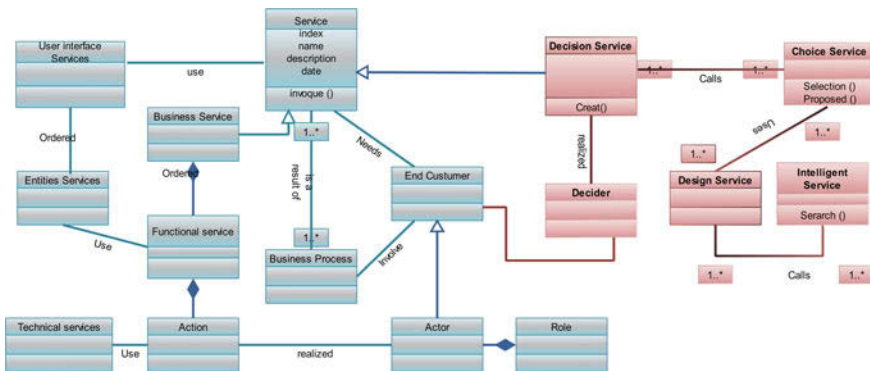 Service
index
name
description
date
invoque ()
User interface
Services
use
Decision Service
Creat()
1..*
Calls
1..*
Choice Service
Selection ()
Proposed ()
Business Service
1..*
Ordered
Ordered
Needs
realized
Uses
1..*
1..*
Is a
result of
Entities Services
End Custumer
Decider
Design Service
Intelligent
Service
Serarch ()
Use
Functional service
1..*
Business Process
Involve
1..*
Calls
1..*
Technical services
Use
Action
realized
Actor
Role